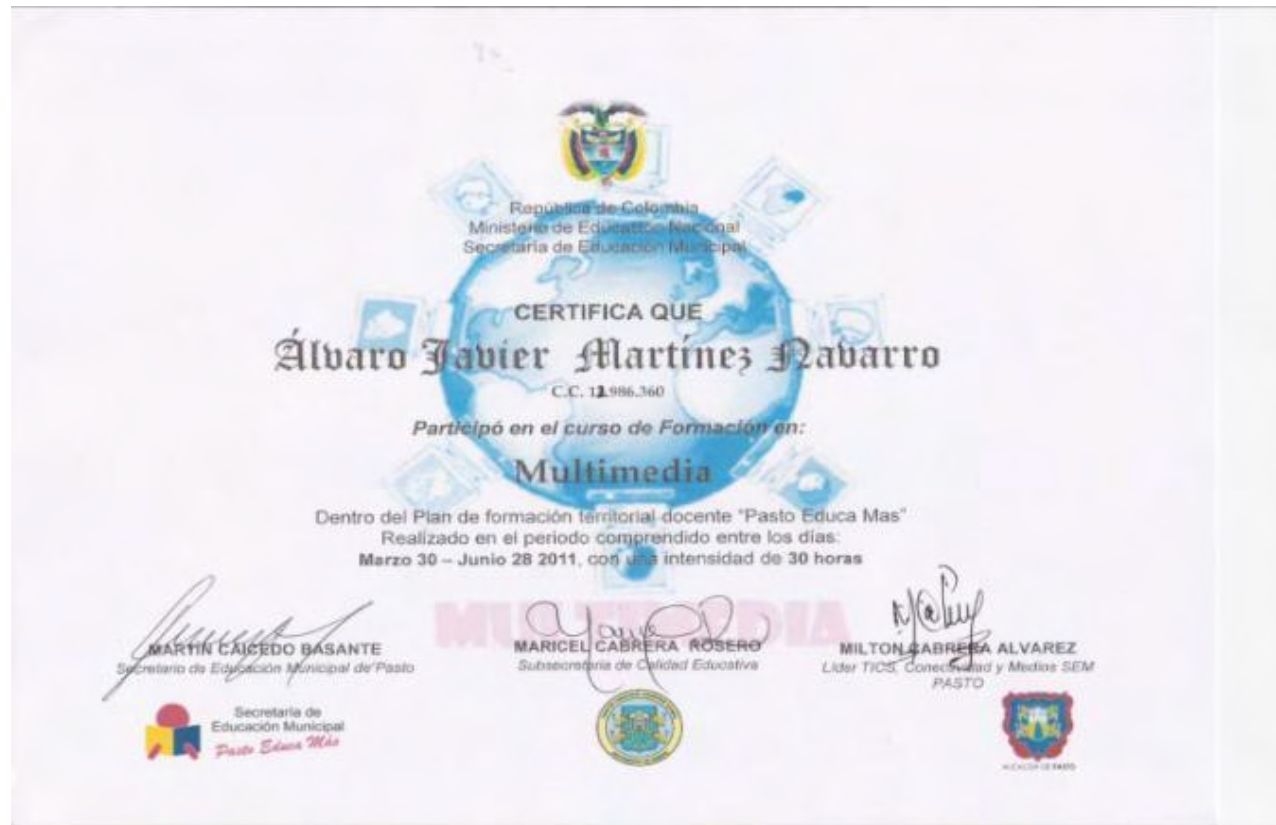 República de Colombia
Ministerio de Educación Nacional
Secretaria de Educación Municipal
CERTIFICA QUE
Álvaro Javier Martínez Navarro
C.C. 12.986.360
Participó en el curso de Formación en:
Multimedia
Dentro del Plan de formación territorial docente "Pasto Educa Mas"
Realizado en el periodo comprendido entre los días:
Marzo 30 – Junio 28 2011, con una intensidad de 30 horas
MULTIMEDIA
MARTIN CAICEDO BASANTE
Secretario de Educación Municipal de Pasto
MARICEL CABRERA ROSERO
Subsecretaria de Calidad Educativa
MILTON CABRERA ALVAREZ
Lider TICS, Conectividad y Medios SEM
PASTO
Secretaría de
Educación Municipal
Pasto Educa Más
ALCALDÍA DE PASTO